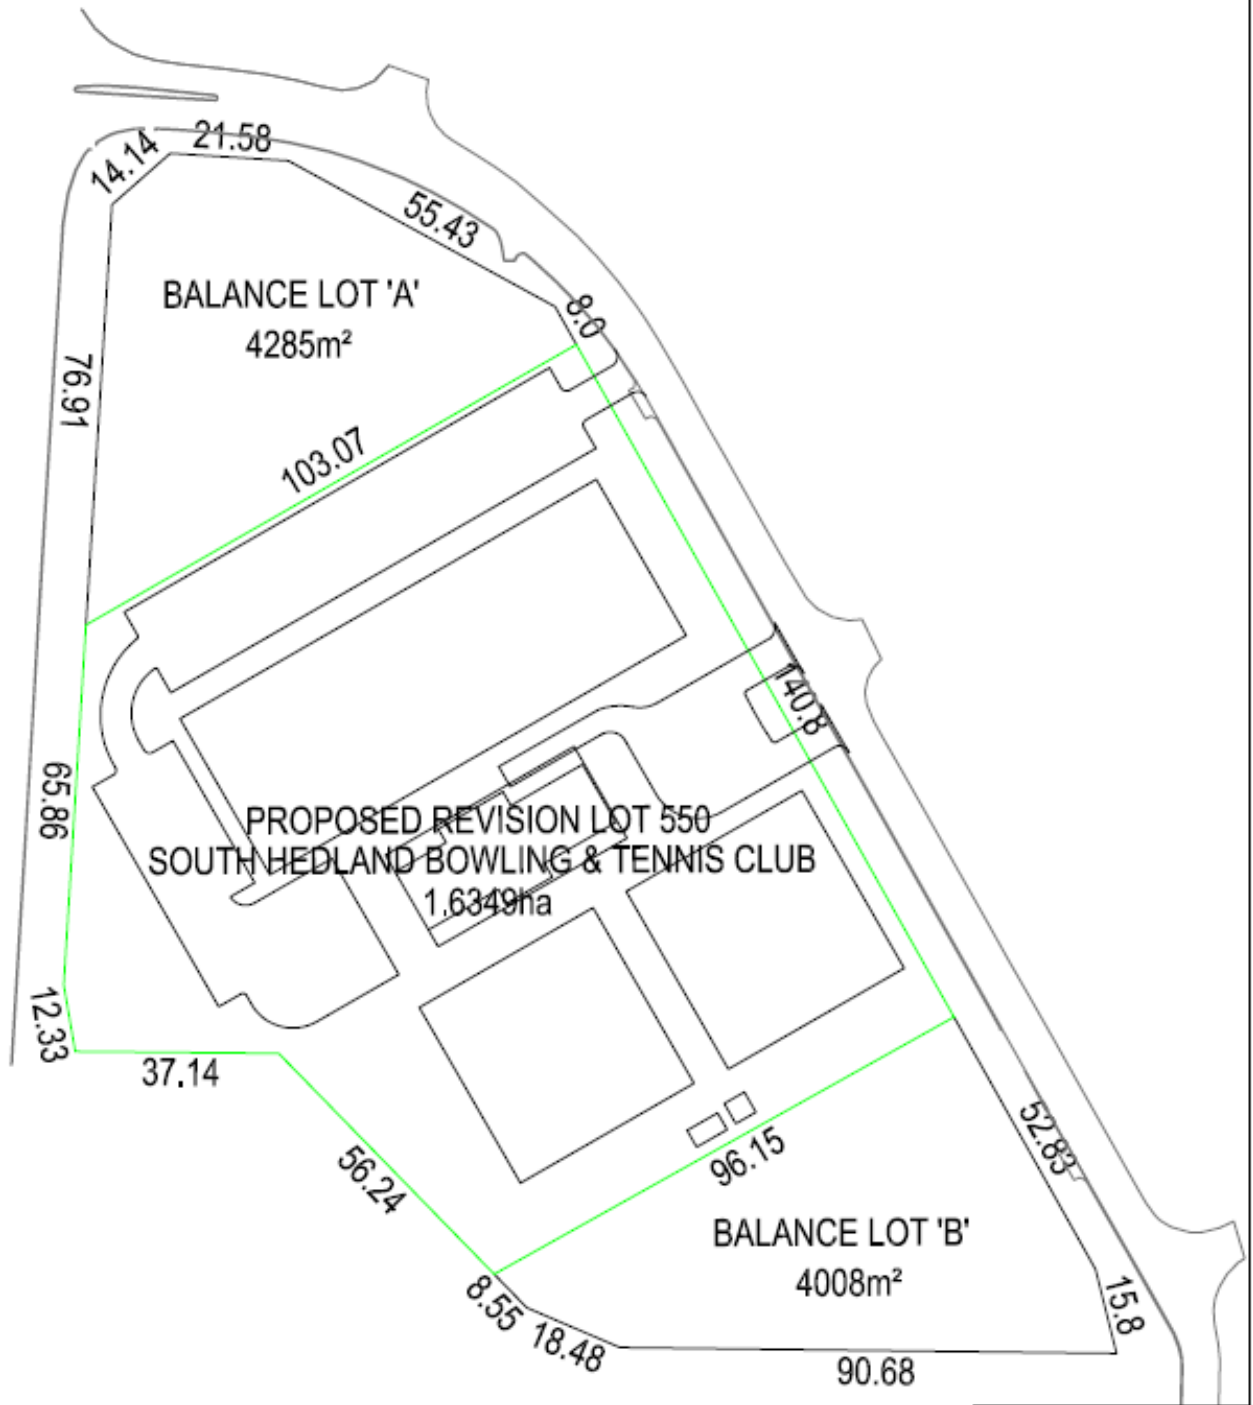 14.14
21.58
55.43
8.0
BALANCE LOT 'A'
4285m²
76.91
103.07
140.8
65.86
PROPOSED REVISION LOT 550
SOUTH HEDLAND BOWLING & TENNIS CLUB
1.6349ha
12.33
37.14
56.24
96.15
52.83
BALANCE LOT 'B'
4008m²
8.55
18.48
15.8
90.68